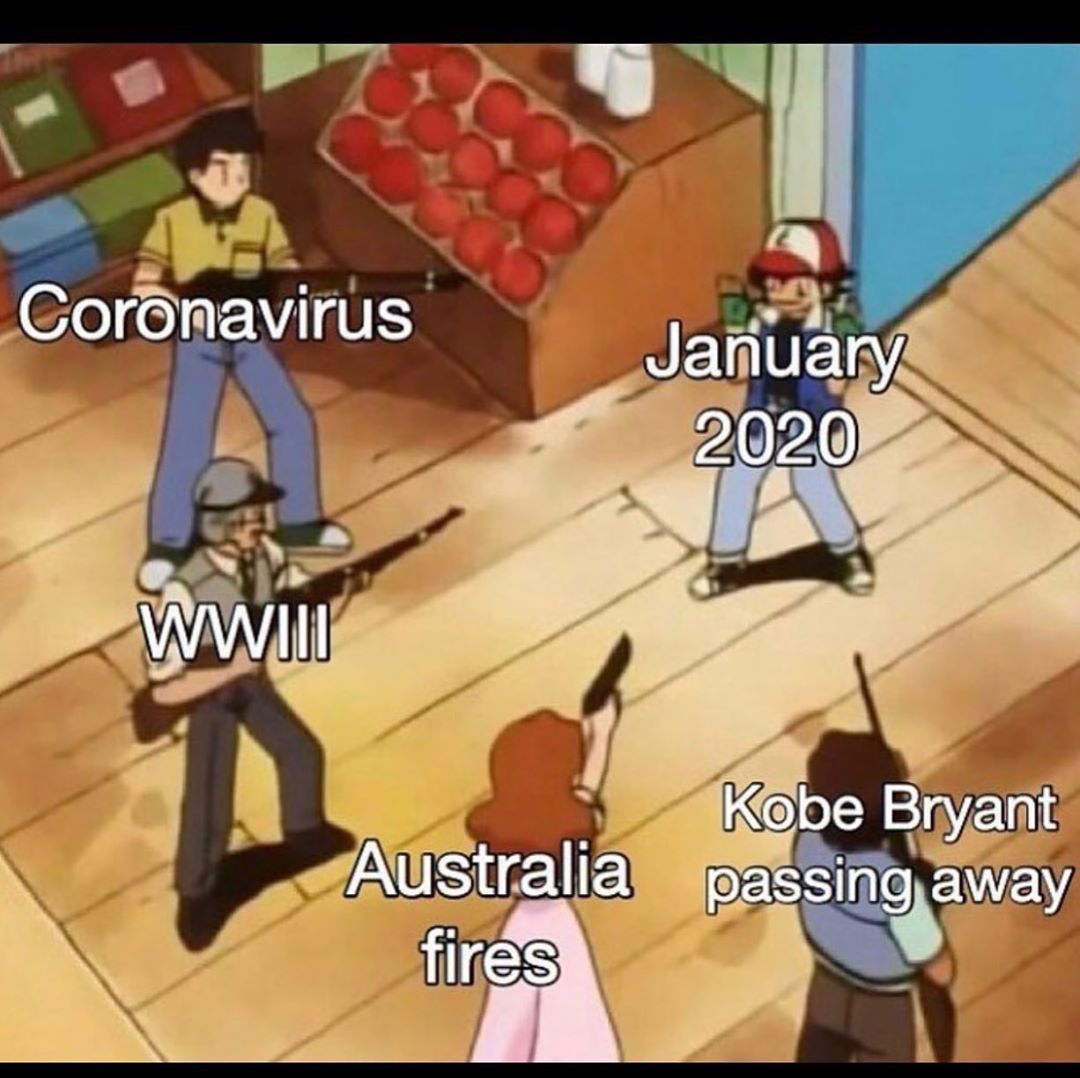 Coronavirus
January
2020
WWIII
Australia
fires
Kobe Bryant
passing away